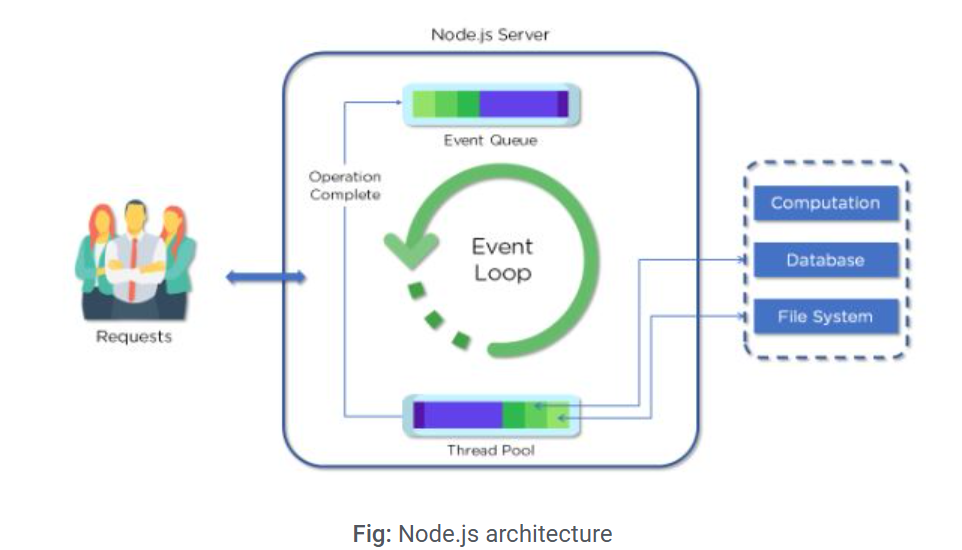 Node.js Server
Event Queue
Operation
Complete
Event
Loop
Requests
Computation
Database
File System
Thread Pool
Fig: Node.js architecture